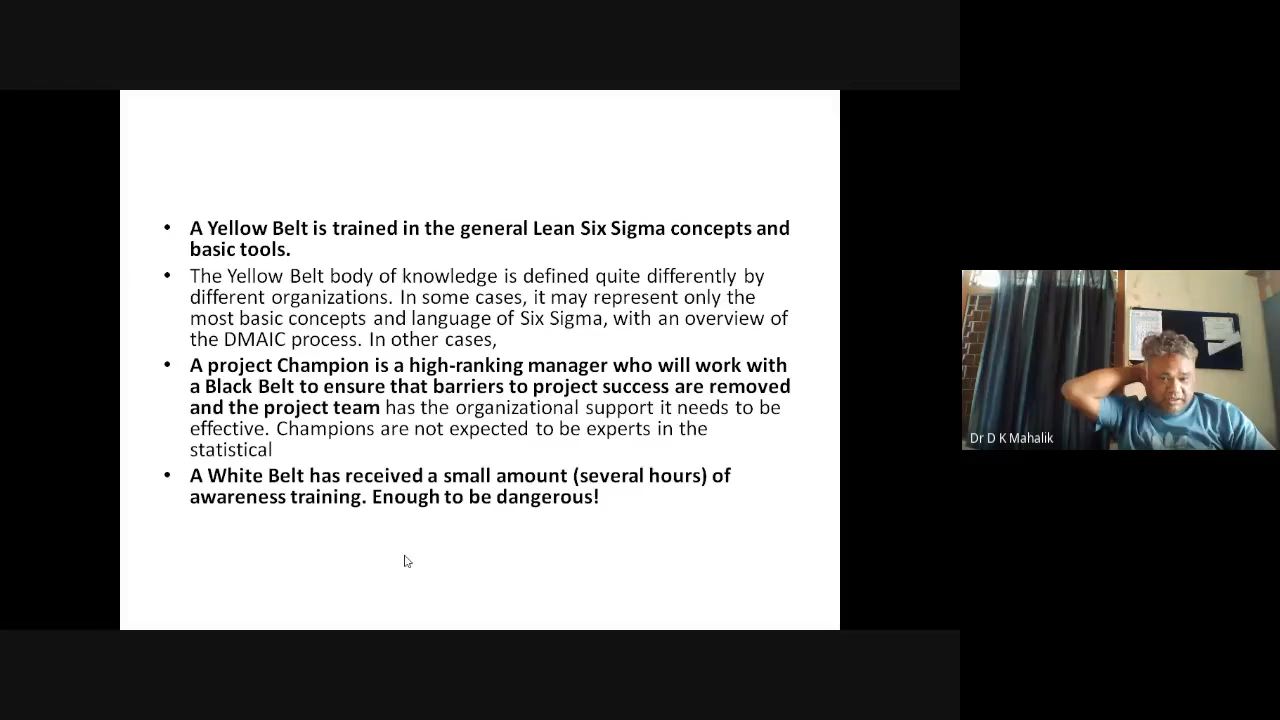 • A Yellow Belt is trained in the general Lean Six Sigma concepts and
basic tools.
• The Yellow Belt body of knowledge is defined quite differently by
different organizations. In some cases, it may represent only the
most basic concepts and language of Six Sigma, with an overview of
the DMAIC process. In other cases,
• A project Champion is a high-ranking manager who will work with
a Black Belt to ensure that barriers to project success are removed
and the project team has the organizational support it needs to be
effective. Champions are not expected to be experts in the
statistical
• A White Belt has received a small amount (several hours) of
awareness training. Enough to be dangerous!
Dr D K Mahalik